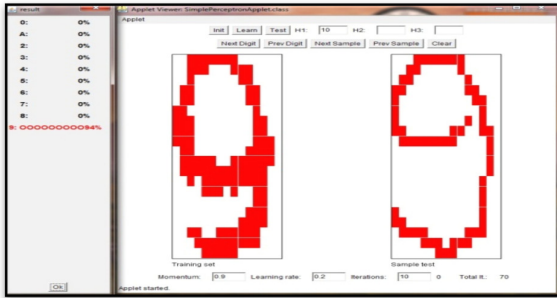 result
0: 0%
A: 0%
2: 0%
3: 0%
4: 0%
5: 0%
6: 0%
7: 0%
8: 0%
9: OOOOOOOOO94%
Ok
Applet Viewer: SimplePerceptronApplet.class
Applet
Init Learn Test H1: 10 H2: H3:
Next Digit Prev Digit Next Sample Prev Sample Clear
Training set Sample test
Momentum: 0.9 Learning rate: 0.2 Iterations: 10 0 Total It.: 70
Applet started.